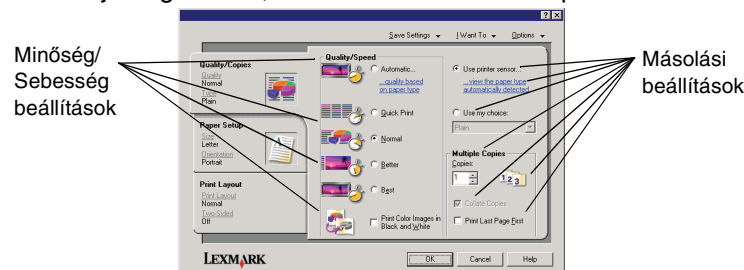 Save Settings
I Want To
Options
Minőség/
Sebesség
beállítások
Másolási
beállítások
Quality/Copies
Quality
Normal
Type
Plain
Paper Setup
Size
Letter
Orientation
Portrait
Print Layout
Print Layout
Normal
Two-Sided
Off
Quality/Speed
Automatic...
...quality based
on paper type
Quick Print
Normal
Better
Best
Print Color Images in
Black and White
Use printer sensor...
...view the paper type
automatically detected.
Use my choice:
Plain
Multiple Copies
Copies:
1
1 2 3
Collate Copies
Print Last Page First
LEXMARK
OK
Cancel
Help